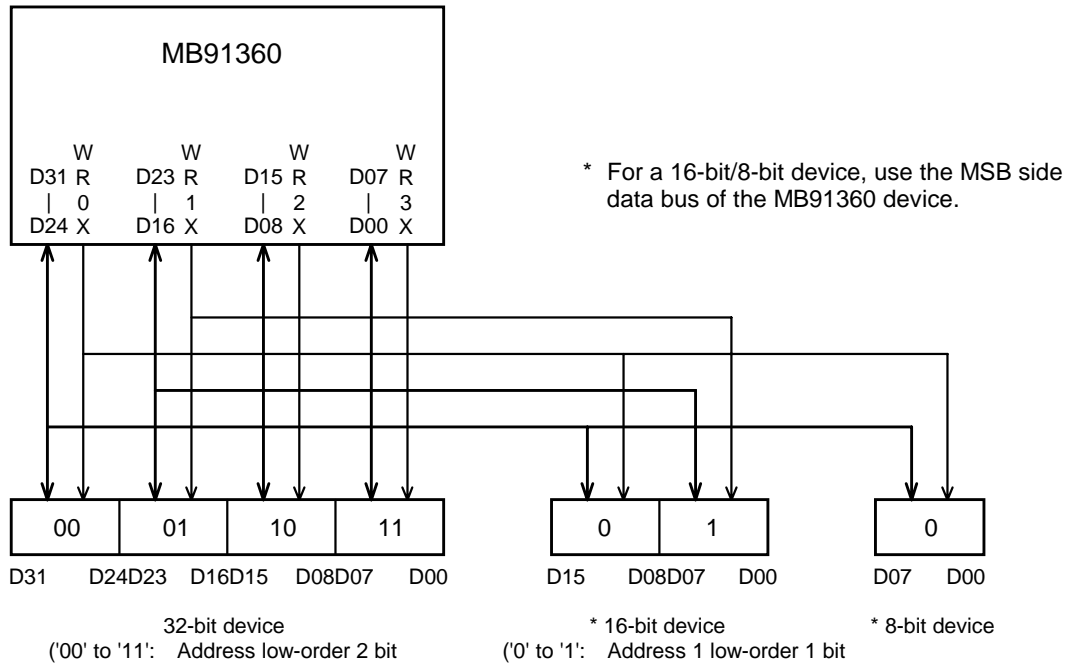 MB91360
W W W W
D31 R D23 R D15 R D07 R
| 0 | 1 | 2 | 3
D24 X D16 X D08 X D00 X
* For a 16-bit/8-bit device, use the MSB side
data bus of the MB91360 device.
00 01 10 11 0 1 0
D31 D24D23 D16D15 D08D07 D00 D15 D08D07 D00 D07 D00
32-bit device * 16-bit device * 8-bit device
('00' to '11': Address low-order 2 bit ('0' to '1': Address 1 low-order 1 bit